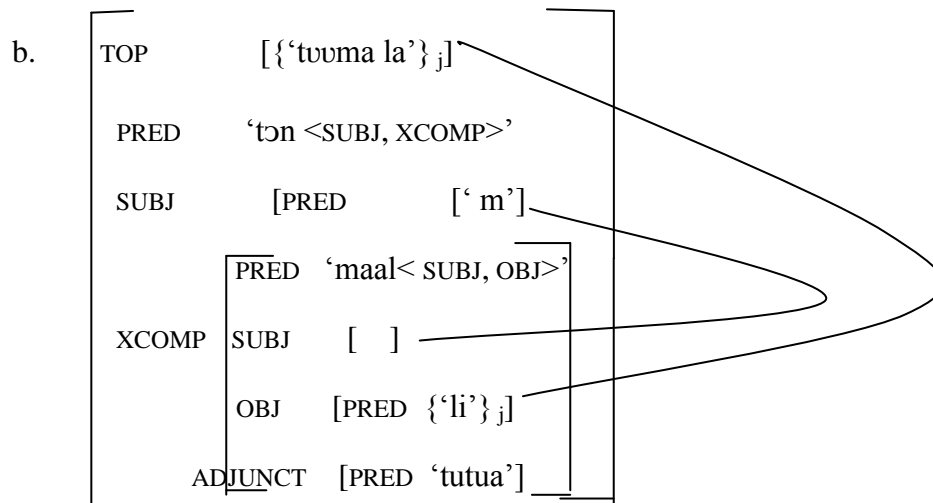 b. TOP [{‘tʋʋma la’} j]
PRED ‘tɔn <SUBJ, XCOMP>’
SUBJ [PRED [‘ m’]
PRED ‘maal< SUBJ, OBJ>’
XCOMP SUBJ [ ]
OBJ [PRED {‘li’} j]
ADJUNCT [PRED ‘tutua’]